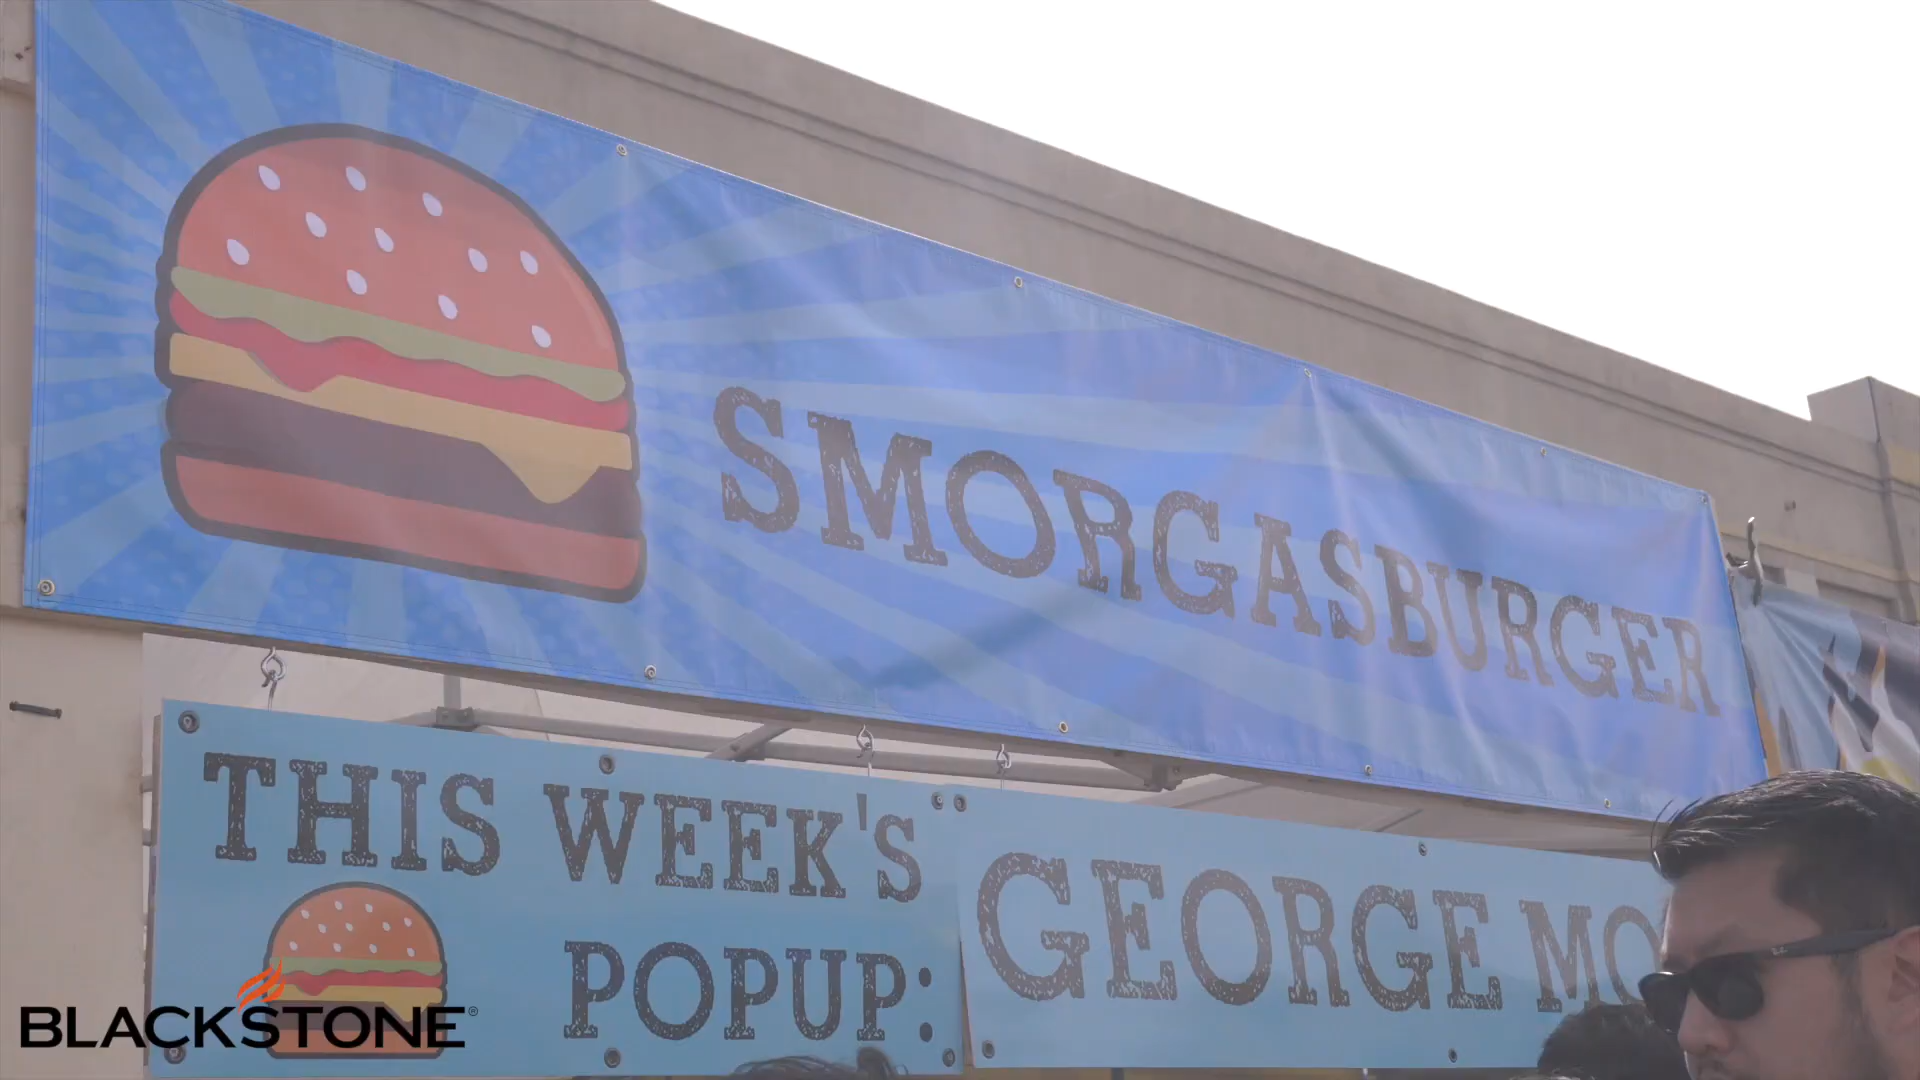 SMORGASBURGER
THIS WEEK'S
POPUP:
GEORGE MO
BLACKSTONE®